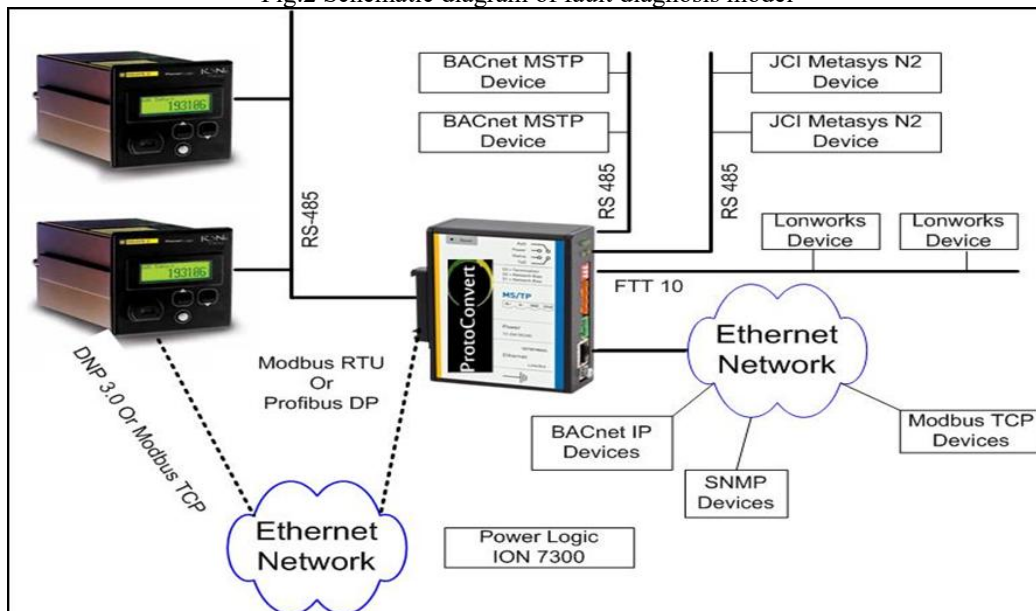 Fig.2 Schematic diagram of fault diagnosis model
193186
193186
RS-485
BACnet MSTP
Device
BACnet MSTP
Device
RS 485
JCI Metasys N2
Device
JCI Metasys N2
Device
RS 485
Lonworks
Device
Lonworks
Device
FTT 10
ProtoConvert
MS/TP
Power
Ethernet
Ethernet
Network
BACnet IP
Devices
SNMP
Devices
Modbus TCP
Devices
Modbus RTU
Or
Profibus DP
DNP 3.0 Or Modbus TCP
Ethernet
Network
Power Logic
ION 7300